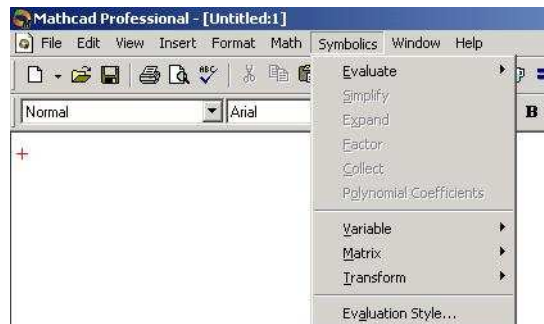 Mathcad Professional - [Untitled:1]
File Edit View Insert Format Math Symbolics Window Help
Evaluate
Simplify
Expand
Factor
Collect
Polynomial Coefficients
Variable
Matrix
Transform
Evaluation Style...
Normal Arial B